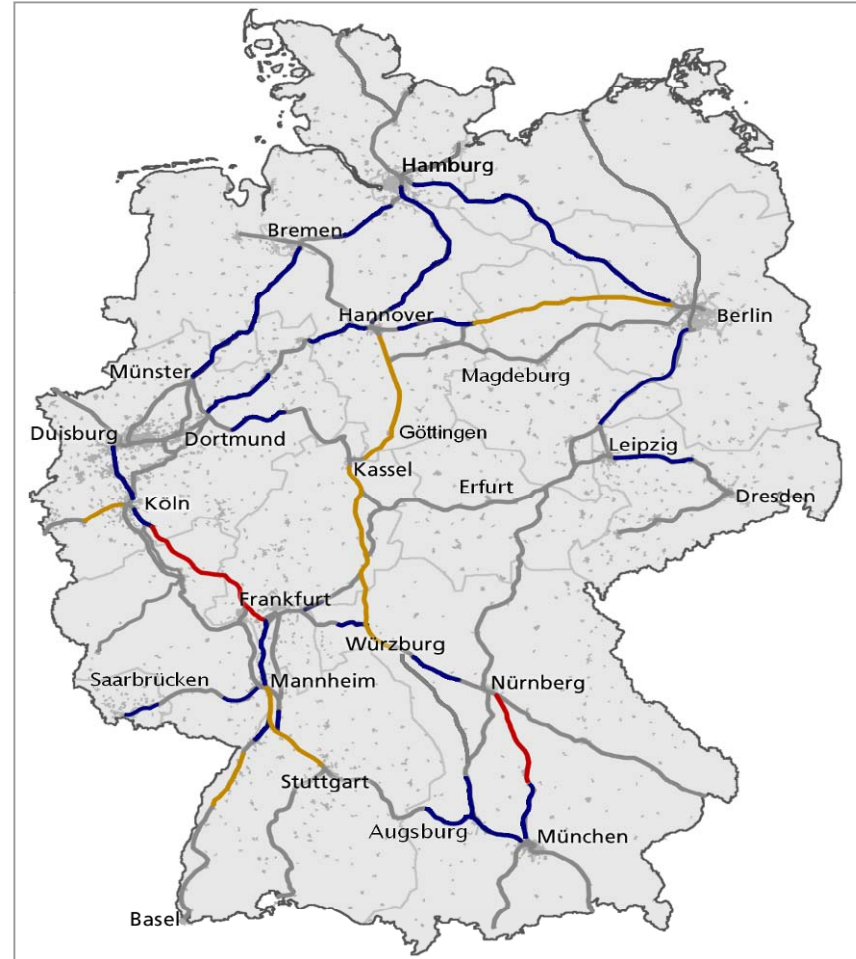 Hamburg
Bremen
Hannover
Berlin
Münster
Magdeburg
Duisburg
Dortmund
Göttingen
Leipzig
Kassel
Erfurt
Dresden
Köln
Frankfurt
Würzburg
Saarbrücken
Mannheim
Nürnberg
Stuttgart
Augsburg
München
Basel